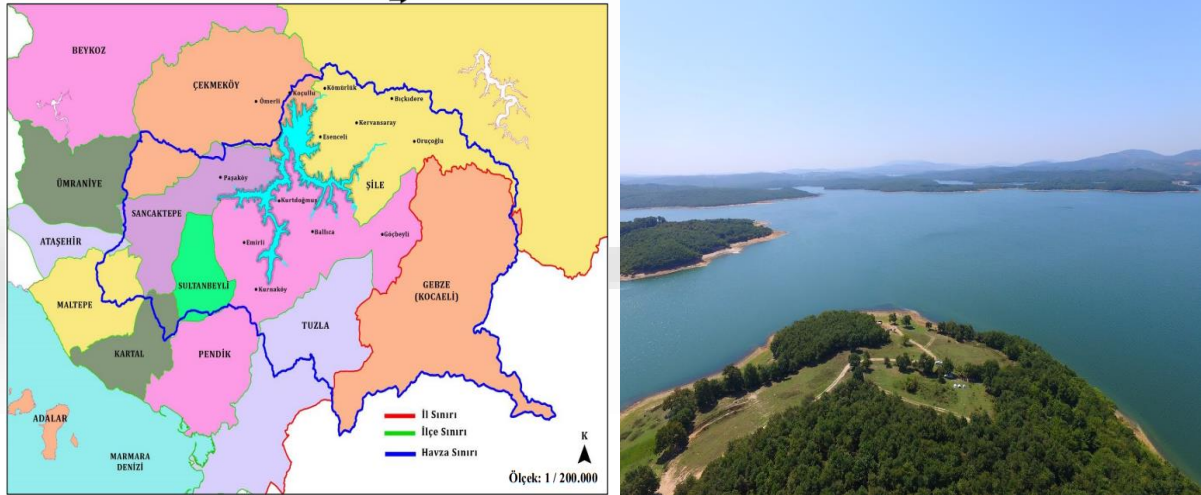 BEYKOZ
ÇEKMEKÖY
Ömerli
Koçullu
Kömürlük
Bıçkıdere
Kervansaray
Esenceli
Oruçoğlu
ÜMRANİYE
Paşaköy
ŞİLE
SANCAKTEPE
Kurtdoğmuş
ATAŞEHİR
Ballıca
Göçbeyli
Emirli
SULTANBEYLİ
Kurnaköy
GEBZE
(KOCAELİ)
MALTEPE
TUZLA
KARTAL
PENDİK
ADALAR
MARMARA
DENİZİ
İl Sınırı
İlçe Sınırı
Havza Sınırı
K
Ölçek: 1 / 200.000